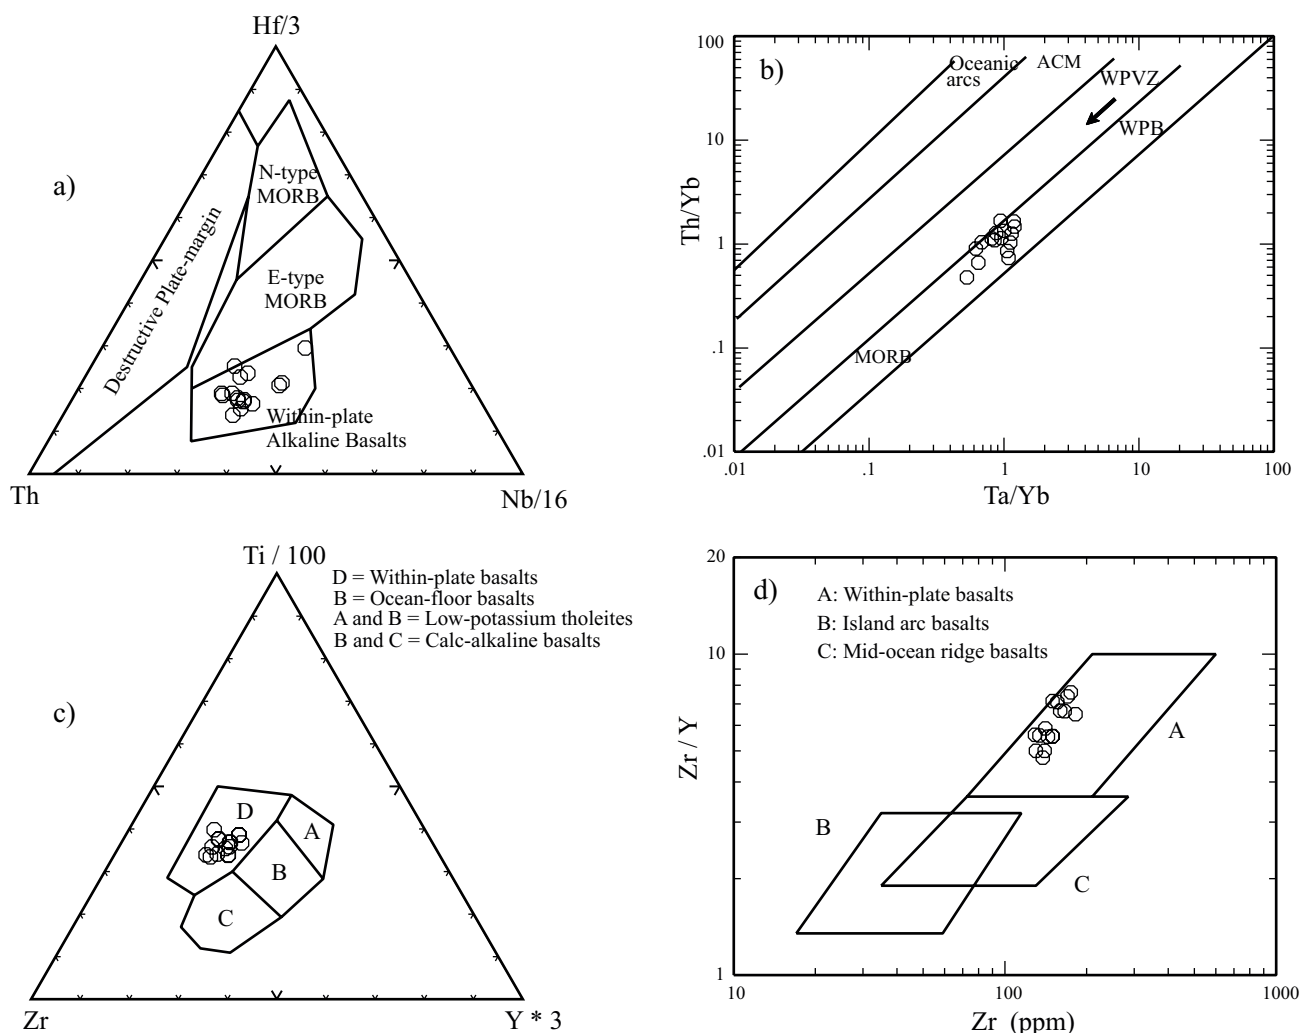 Hf/3
a)
N-type
MORB
Destructive Plate-margin
E-type
MORB
Within-plate
Alkaline Basalts
Th
Nb/16
b)
100
10
1
.1
.01
Th/Yb
Oceanic
arcs
ACM
WPVZ
WPB
MORB
.01
.1
1
10
100
Ta/Yb
Ti / 100
D = Within-plate basalts
B = Ocean-floor basalts
A and B = Low-potassium tholeiites
B and C = Calc-alkaline basalts
c)
D
A
B
C
Zr
Y * 3
20
10
1
Zr / Y
d)
A: Within-plate basalts
B: Island arc basalts
C: Mid-ocean ridge basalts
A
B
C
10
100
1000
Zr (ppm)